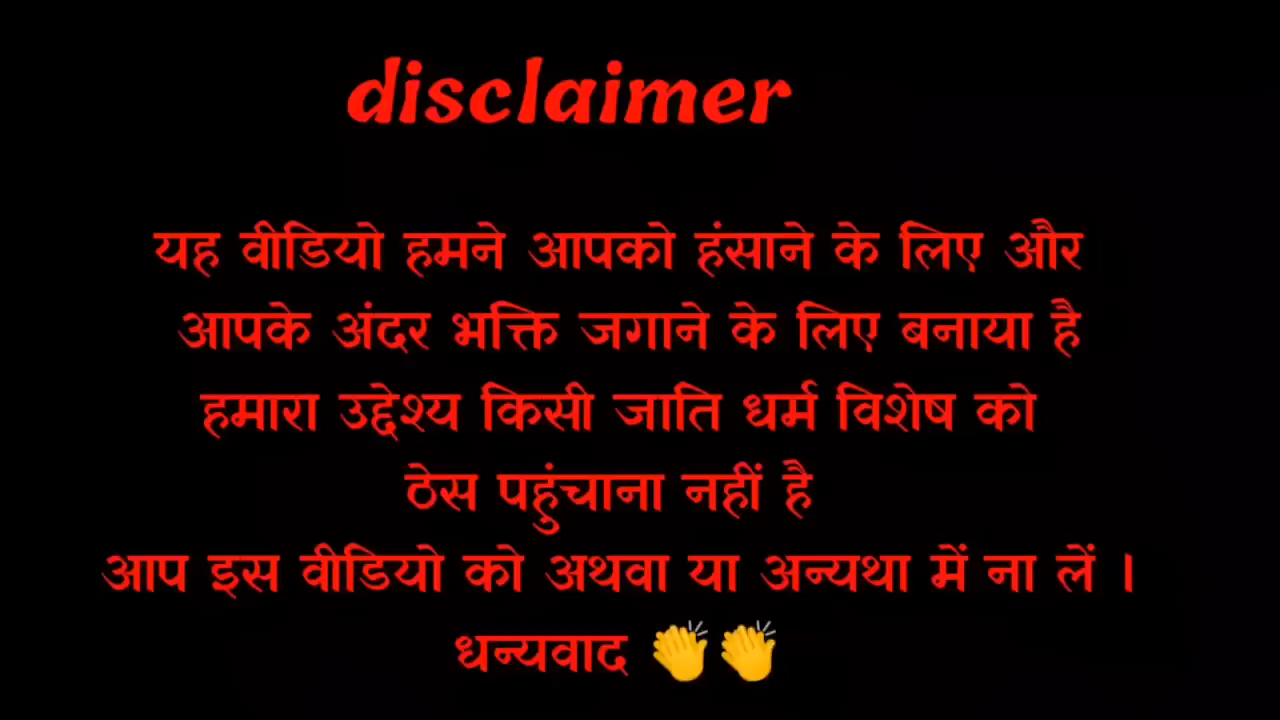 disclaimer
यह वीडियो हमने आपको हंसाने के लिए और
आपके अंदर भक्ति जगाने के लिए बनाया है
हमारा उद्देश्य किसी जाति धर्म विशेष को
ठेस पहुंचाना नहीं है
आप इस वीडियो को अथवा या अन्यथा में ना लें ।
धन्यवाद 👏👏